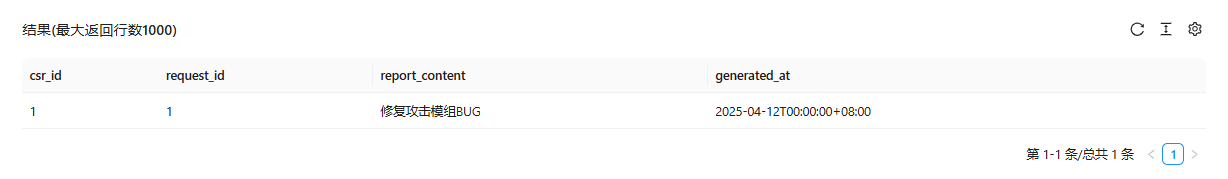 结果(最大返回行数1000)
csr_id request_id report_content generated_at
1 1 修复攻击模组BUG 2025-04-12T00:00:00+08:00
第 1-1 条/总共 1 条 < 1 >